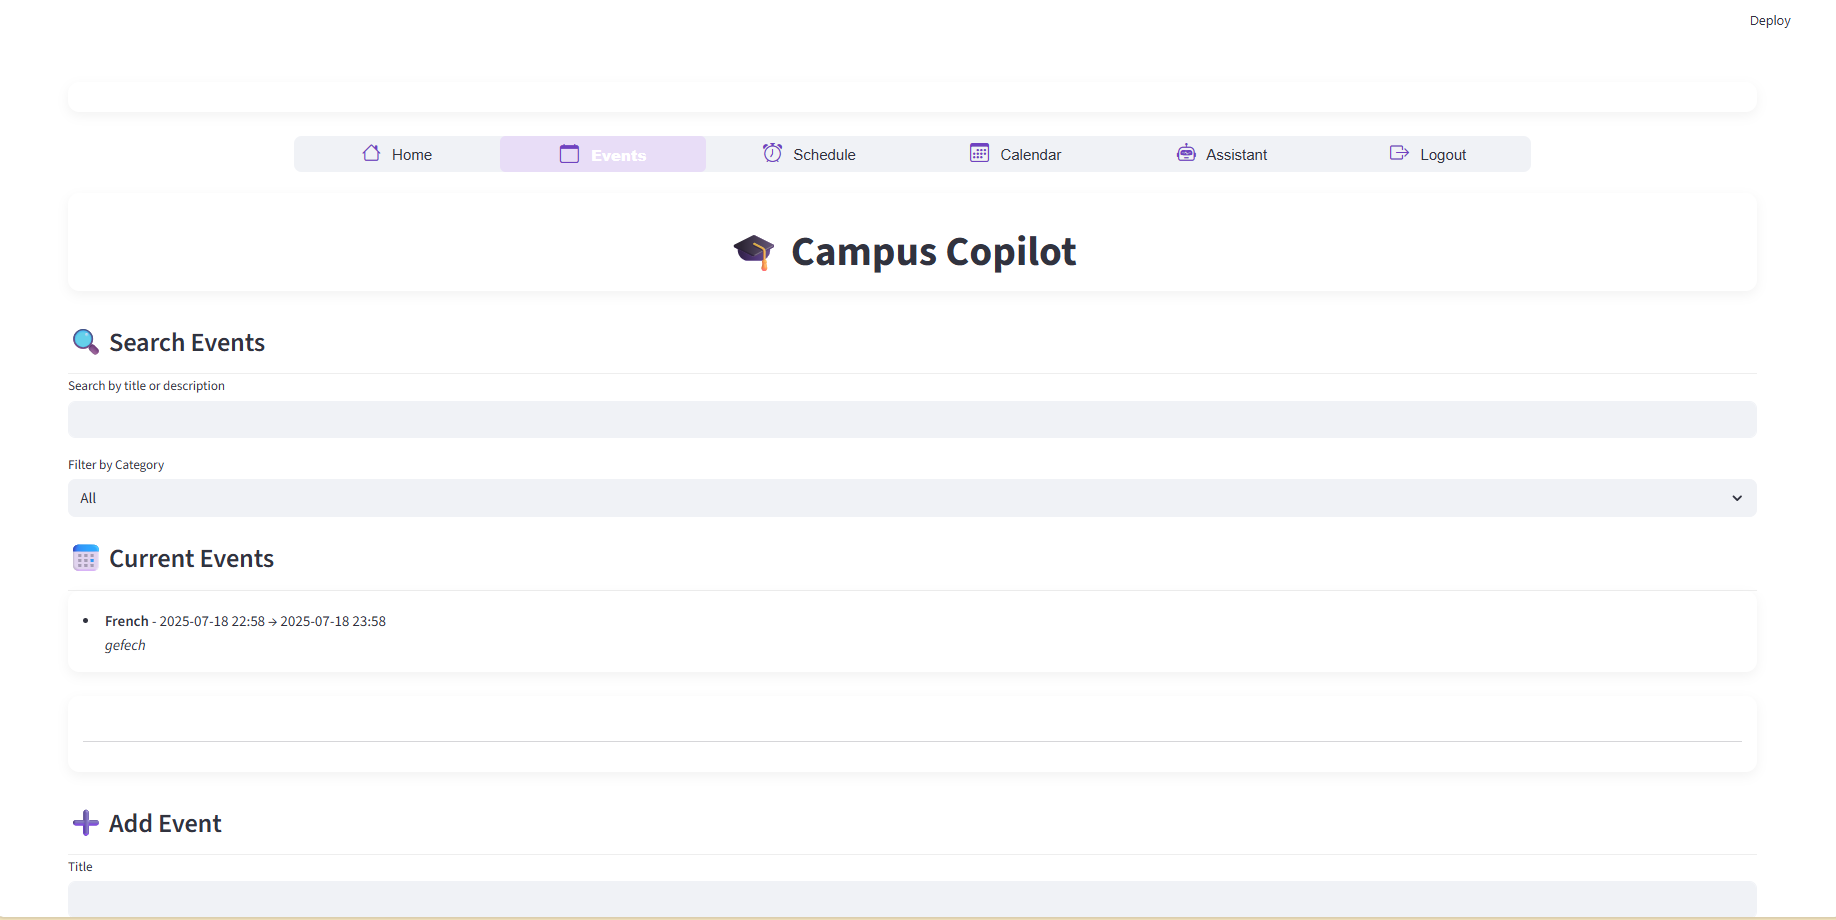 Deploy
Home Events Schedule Calendar Assistant Logout
Campus Copilot
Search Events
Search by title or description
Filter by Category
All
Current Events
French - 2025-07-18 22:58 → 2025-07-18 23:58
gefech
Add Event
Title